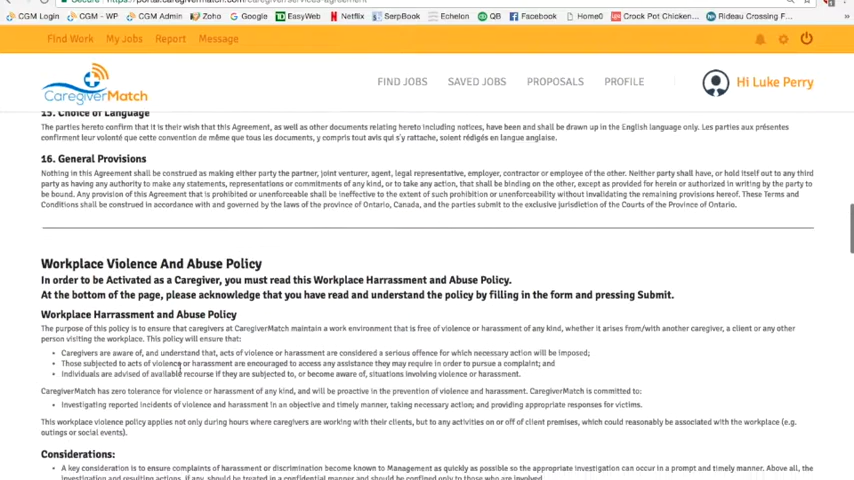 CGM Login CGM - WP CGM Admin Zoho Google EasyWeb Netflix SerpBook Echelon QB Facebook Home0 Crock Pot Chicken... Rideau Crossing F...
Find Work My Jobs Report Message
CaregiverMatch FIND JOBS SAVED JOBS PROPOSALS PROFILE Hi Luke Perry
15. Choice of Language
The parties hereto confirm that it is their wish that this Agreement, as well as other documents relating hereto including notices, have been and shall be drawn up in the English language only. Les parties aux présentes
confirment leur volonté que cette convention de même que tous les documents, y compris tout avis qui s'y rattache, soient rédigés en langue anglaise.
16. General Provisions
Nothing in this Agreement shall be construed as making either party the partner, joint venturer, agent, legal representative, employer, contractor or employee of the other. Neither party shall have, or hold itself out to any third
party as having any authority to make any statements, representations or commitments of any kind, or to take any action, that shall be binding on the other, except as provided for herein or authorized in writing by the party to
be bound. Any provision of this Agreement that is prohibited or unenforceable shall be ineffective to the extent of such prohibition or unenforceability without invalidating the remaining provisions hereof. These Terms and
Conditions shall be construed in accordance with and governed by the laws of the province of Ontario, Canada, and the parties submit to the exclusive jurisdiction of the Courts of the Province of Ontario.
Workplace Violence And Abuse Policy
In order to be Activated as a Caregiver, you must read this Workplace Harrassment and Abuse Policy.
At the bottom of the page, please acknowledge that you have read and understand the policy by filling in the form and pressing Submit.
Workplace Harrassment and Abuse Policy
The purpose of this policy is to ensure that caregivers at CaregiverMatch maintain a work environment that is free of violence or harassment of any kind, whether it arises from/with another caregiver, a client or any other
person visiting the workplace. This policy will ensure that:
• Caregivers are aware of, and understand that, acts of violence or harassment are considered a serious offence for which necessary action will be imposed;
• Those subjected to acts of violence or harassment are encouraged to access any assistance they may require in order to pursue a complaint; and
• Individuals are advised of available recourse if they are subjected to, or become aware of, situations involving violence or harassment.
CaregiverMatch has zero tolerance for violence or harassment of any kind, and will be proactive in the prevention of violence and harassment. CaregiverMatch is committed to:
• Investigating reported incidents of violence and harassment in an objective and timely manner, taking necessary action; and providing appropriate responses for victims.
This workplace violence policy applies not only during hours where caregivers are working with their clients, but to any activities on or off of client premises, which could reasonably be associated with the workplace (e.g.
outings or social events).
Considerations:
• A key consideration is to ensure complaints of harassment or discrimination become known to Management as quickly as possible so the appropriate investigation can occur in a prompt and timely manner. Above all, the
investigation and resulting actions, if any, should be treated in a confidential manner and should be confined only to those who are involved.